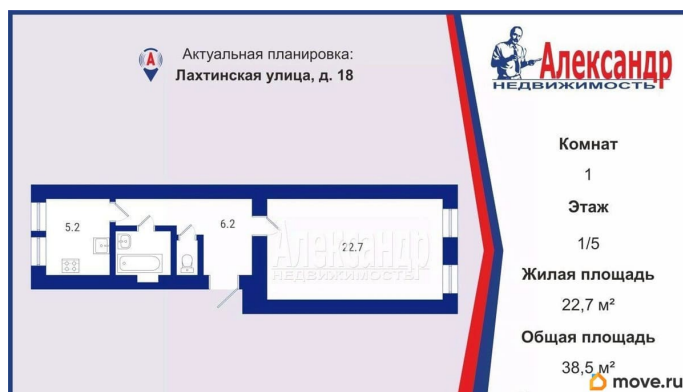 Актуальная планировка:
Лахтинская улица, д. 18
5.2
6.2
22.7
Александр
НЕДВИЖИМОСТЬ
Александр
НЕДВИЖИМОСТЬ
Комнат
1
Этаж
1/5
Жилая площадь
22,7 м²
Общая площадь
38,5 м²
move.ru